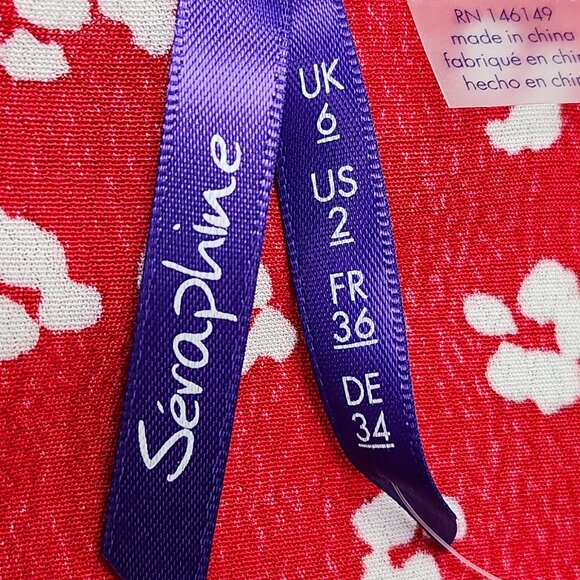 Séraphine
UK
6
US
2
FR
36
DE
34
RN 146149
made in china
fabriqué en chin
hecho en chin